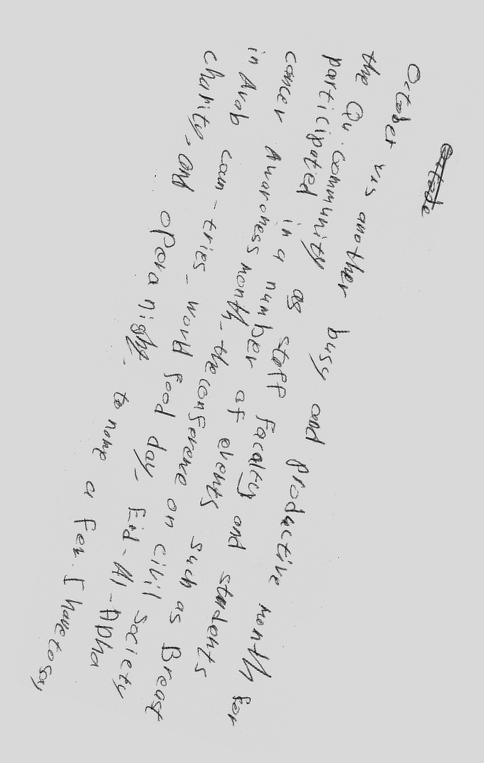 October vis another busy and productive month for
the Qu. community as staff faculty and students
participated in a number of events such as Breast
cancer Awareness month - the conference on civil society
in Arab coun-tries - world food day - Eid-Al-Adha
charity, and opera night. to name a few. I have to say